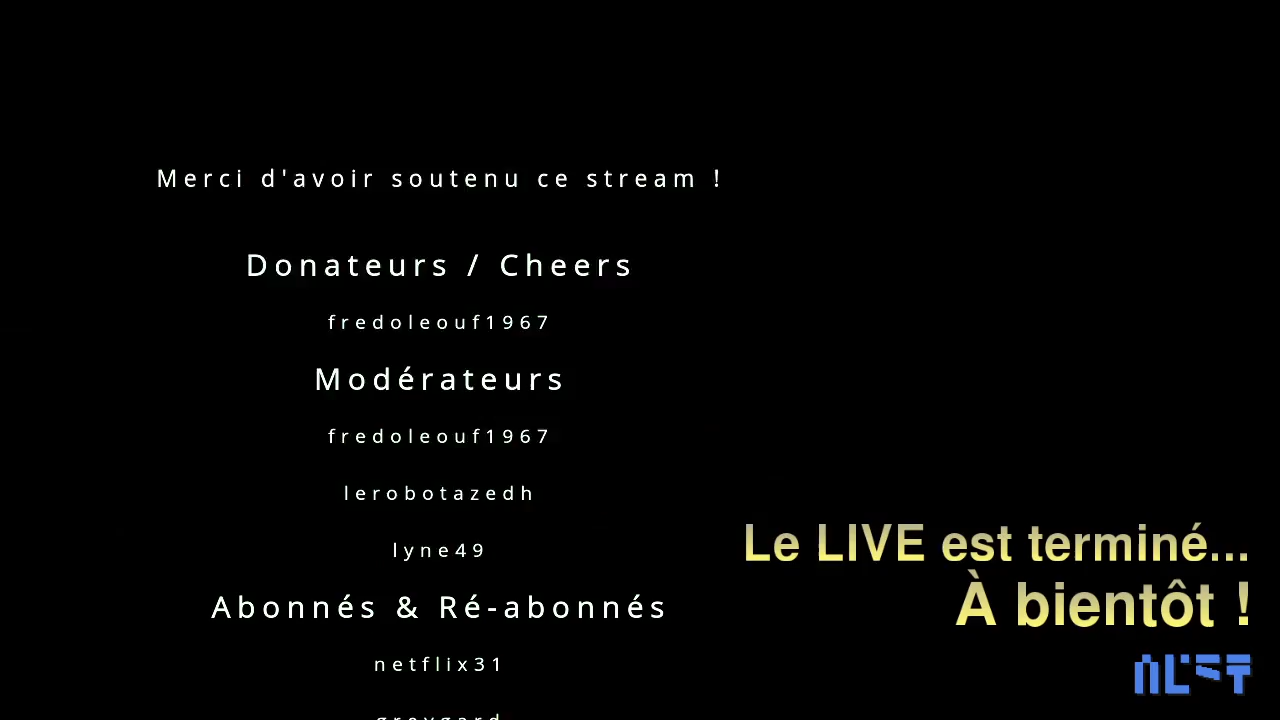 Merci d'avoir soutenu ce stream !
Donateurs / Cheers
fredoleouf1967
Modérateurs
fredoleouf1967
lerobotazedh
lyne49
Abonnés & Ré-abonnés
netflix31
Le LIVE est terminé...
À bientôt !